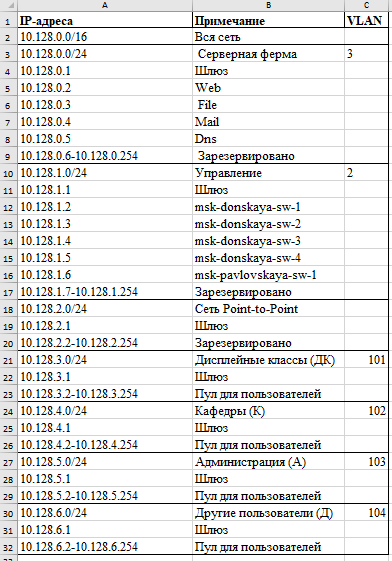 A B C
1 IP-адреса Примечание VLAN
2 10.128.0.0/16 Вся сеть
3 10.128.0.0/24 Серверная ферма 3
4 10.128.0.1 Шлюз
5 10.128.0.2 Web
6 10.128.0.3 File
7 10.128.0.4 Mail
8 10.128.0.5 Dns
9 10.128.0.6-10.128.0.254 Зарезервировано
10 10.128.1.0/24 Управление 2
11 10.128.1.1 Шлюз
12 10.128.1.2 msk-donskaya-sw-1
13 10.128.1.3 msk-donskaya-sw-2
14 10.128.1.4 msk-donskaya-sw-3
15 10.128.1.5 msk-donskaya-sw-4
16 10.128.1.6 msk-pavlovskaya-sw-1
17 10.128.1.7-10.128.1.254 Зарезервировано
18 10.128.2.0/24 Сеть Point-to-Point
19 10.128.2.1 Шлюз
20 10.128.2.2-10.128.2.254 Зарезервировано
21 10.128.3.0/24 Дисплейные классы (ДК) 101
22 10.128.3.1 Шлюз
23 10.128.3.2-10.128.3.254 Пул для пользователей
24 10.128.4.0/24 Кафедры (К) 102
25 10.128.4.1 Шлюз
26 10.128.4.2-10.128.4.254 Пул для пользователей
27 10.128.5.0/24 Администрация (А) 103
28 10.128.5.1 Шлюз
29 10.128.5.2-10.128.5.254 Пул для пользователей
30 10.128.6.0/24 Другие пользователи (Д) 104
31 10.128.6.1 Шлюз
32 10.128.6.2-10.128.6.254 Пул для пользователей